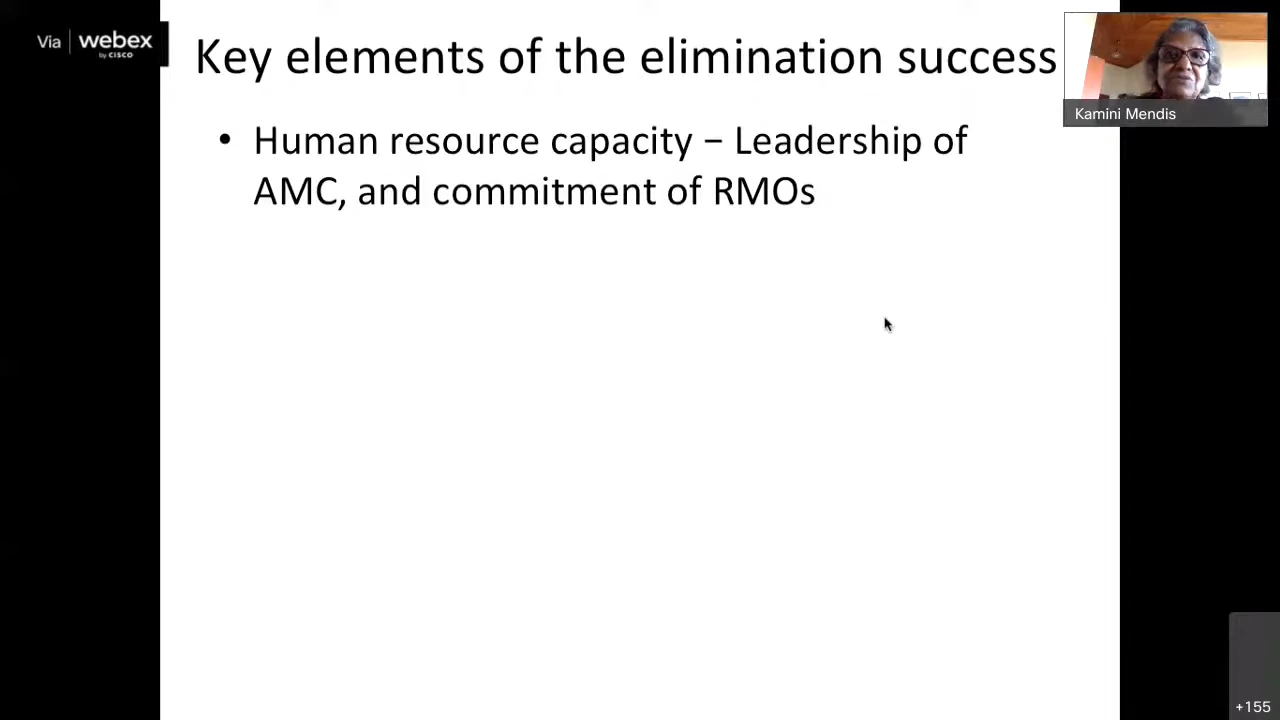 Via webex
by CISCO
Key elements of the elimination success
Kamini Mendis
• Human resource capacity – Leadership of
AMC, and commitment of RMOs
+155